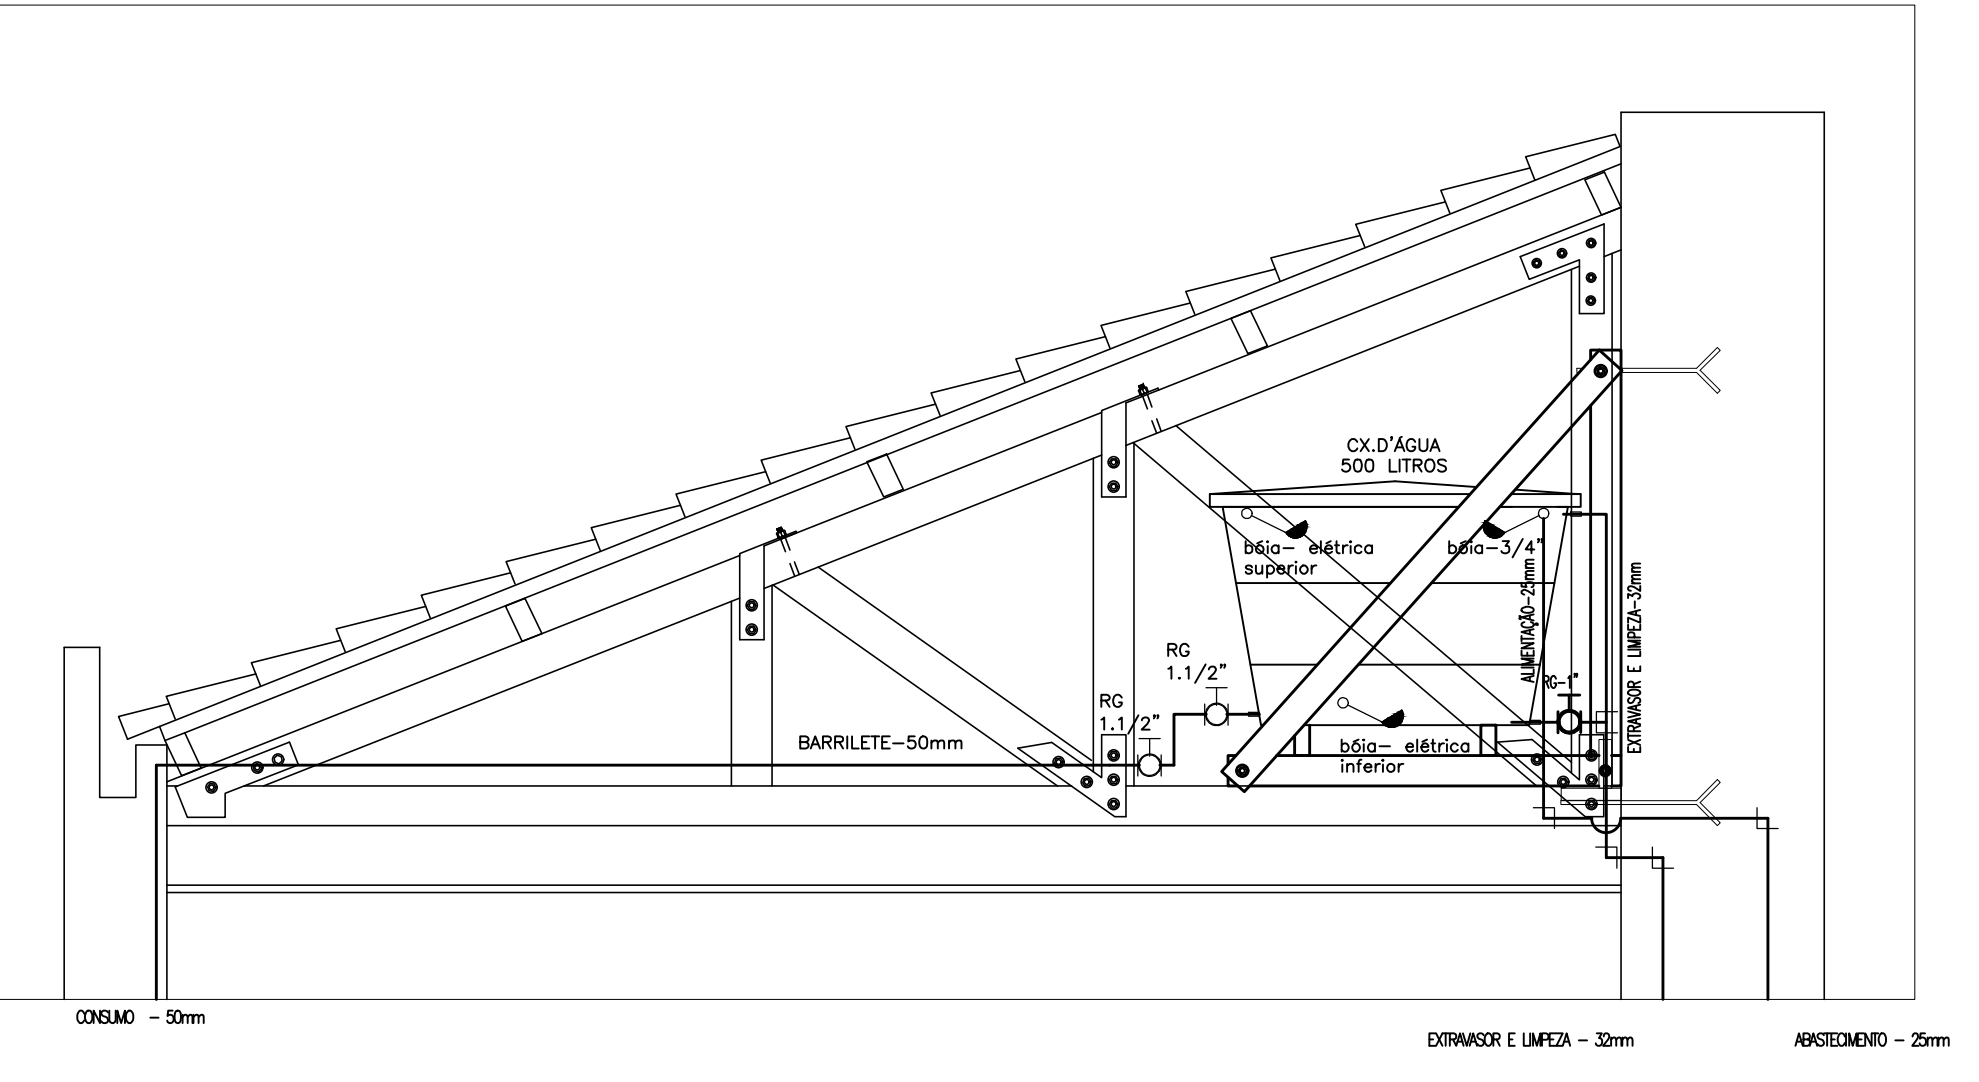 CX.D'ÁGUA
500 LITROS
bóia- elétrica
superior
bóia-3/4"
ALIMENTAÇÃO-25mm
EXTRAVASOR E LIMPEZA-32mm
RG
1.1/2"
RG-1"
RG
1.1/2"
BARRILETE-50mm
bóia- elétrica
inferior
CONSUMO - 50mm
EXTRAVASOR E LIMPEZA - 32mm
ABASTECIMENTO - 25mm